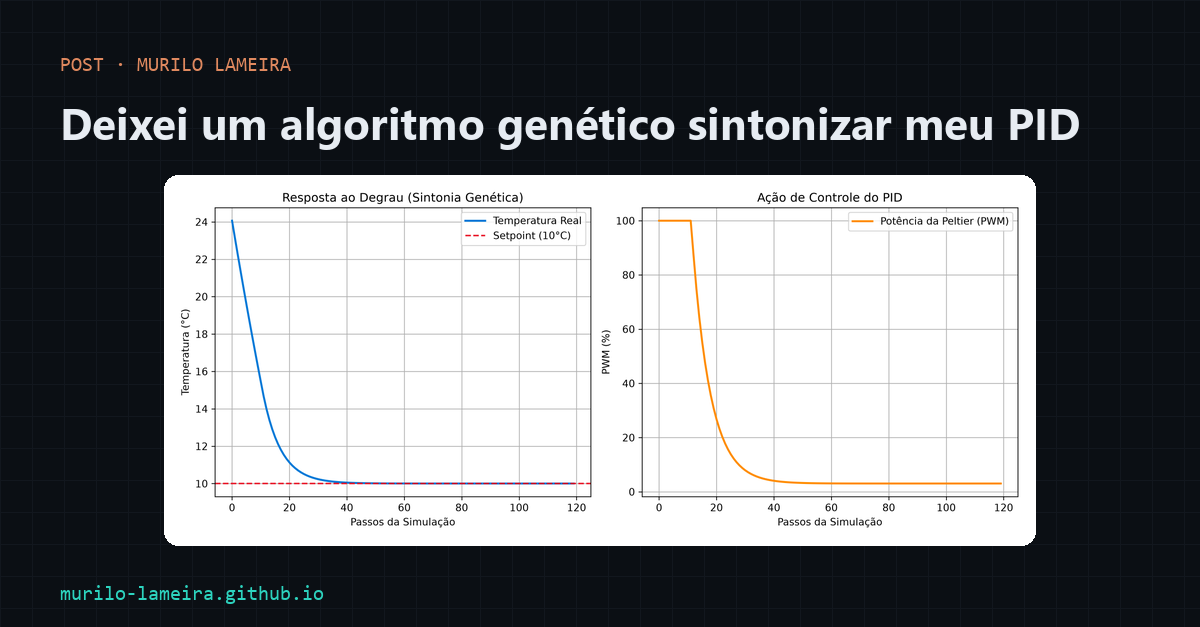 POST · MURILO LAMEIRA
Deixei um algoritmo genético sintonizar meu PID
Resposta ao Degrau (Sintonia Genética)
Temperatura Real
Setpoint (10°C)
24
22
20
18
16
14
12
10
Temperatura (°C)
0 20 40 60 80 100 120
Passos da Simulação
Ação de Controle do PID
Potência da Peltier (PWM)
100
80
60
40
20
0
PWM (%)
0 20 40 60 80 100 120
Passos da Simulação
murilo-lameira.github.io